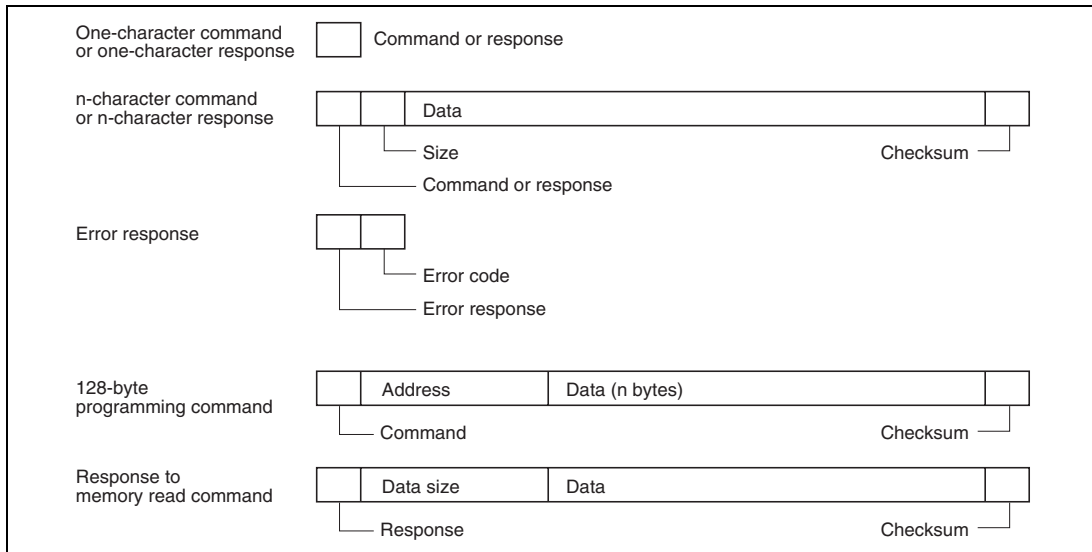 One-character command
or one-character response
Command or response
n-character command
or n-character response
Data
Size
Checksum
Command or response
Error response
Error code
Error response
128-byte
programming command
Address
Data (n bytes)
Command
Checksum
Response to
memory read command
Data size
Data
Response
Checksum